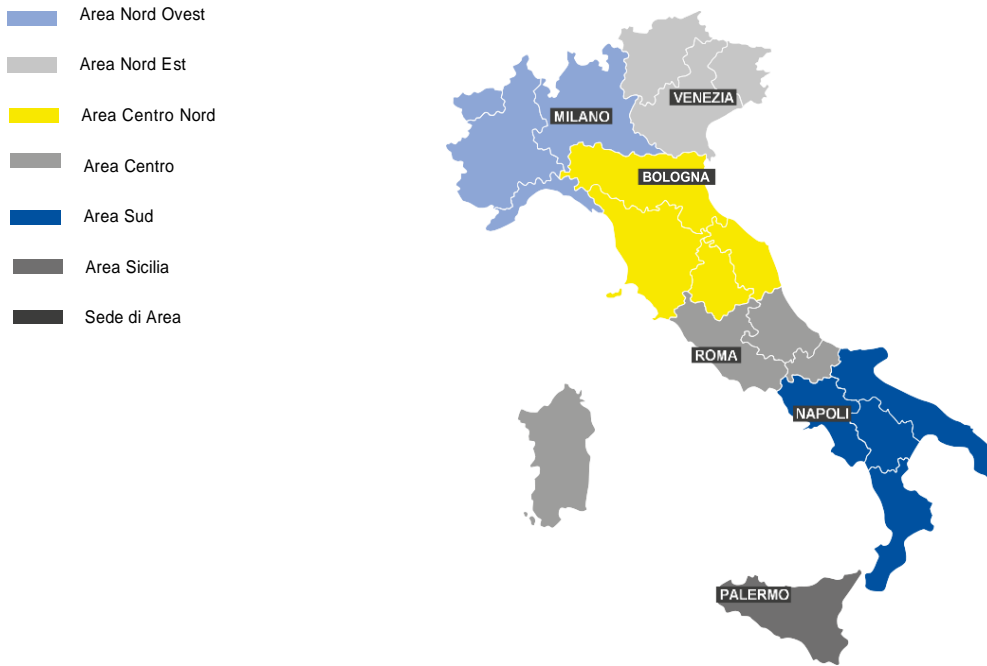 Area Nord Ovest
Area Nord Est
Area Centro Nord
Area Centro
Area Sud
Area Sicilia
Sede di Area
VENEZIA
MILANO
BOLOGNA
ROMA
NAPOLI
PALERMO